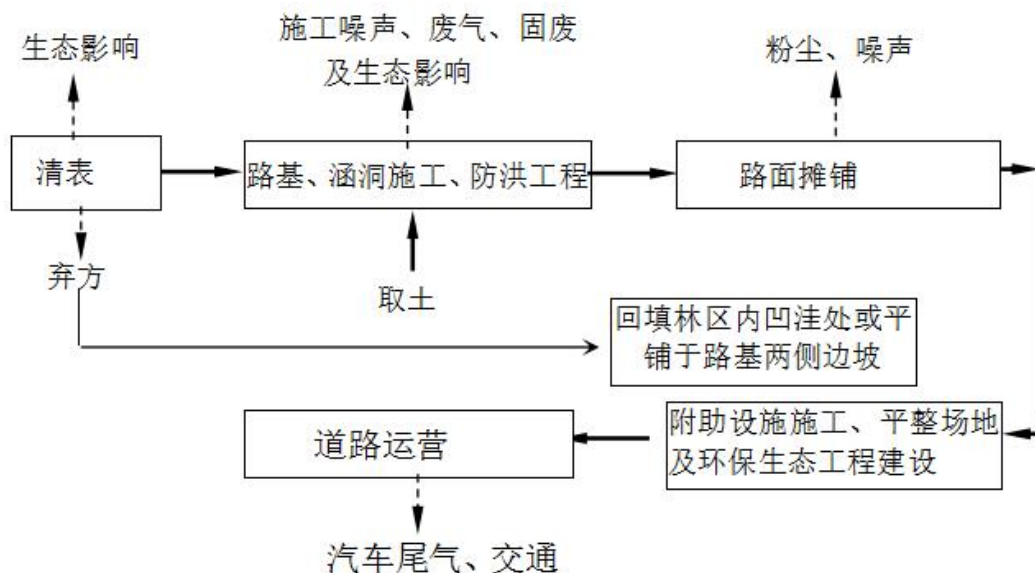 生态影响
施工噪声、废气、固废
及生态影响
粉尘、噪声
清表
路基、涵洞施工、防洪工程
路面摊铺
弃方
取土
回填林区内凹洼处或平
铺于路基两侧边坡
道路运营
附助设施施工、平整场地
及环保生态工程建设
汽车尾气、交通